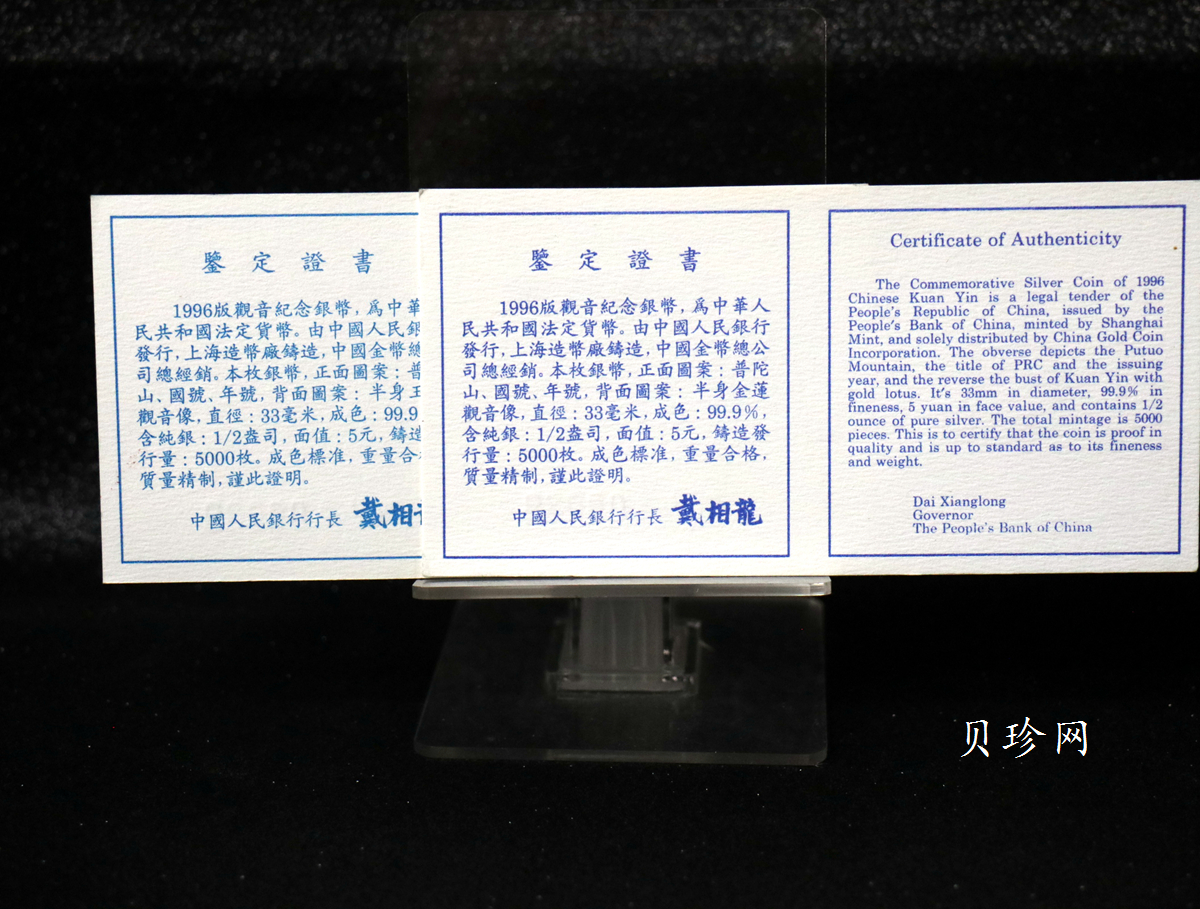 鑒定證書
1996版觀音紀念銀幣，爲中華
民共和國法定貨幣。由中國人民銀
發行，上海造幣廠鑄造，中國金幣總
司總經銷。本枚銀幣，正面圖案：普
山、國號、年號，背面圖案：半身玉
觀音像，直徑：33毫米，成色：99.9
含純銀：1/2盎司，面值：5元，鑄造
行量：5000枚。成色標准，重量合
質量精制，謹此證明。
中國人民銀行行長 戴相
鑒定證書
1996版觀音紀念銀幣，爲中華人
民共和國法定貨幣。由中國人民銀行
發行，上海造幣廠鑄造，中國金幣總公
司總經銷。本枚銀幣，正面圖案：普陀
山、國號、年號，背面圖案：半身金蓮
觀音像，直徑：33毫米，成色：99.9%，
含純銀：1/2盎司，面值：5元，鑄造發
行量：5000枚。成色標准，重量合格，
質量精制，謹此證明。
中國人民銀行行長 戴相龍
Certificate of Authenticity
The Commemorative Silver Coin of 1996
Chinese Kuan Yin is a legal tender of the
People's Republic of China, issued by the
People's Bank of China, minted by Shanghai
Mint, and solely distributed by China Gold Coin
Incorporation. The obverse depicts the Putuo
Mountain, the title of PRC and the issuing
year, and the reverse the bust of Kuan Yin with
gold lotus. It's 33mm in diameter, 99.9% in
fineness, 5 yuan in face value, and contains 1/2
ounce of pure silver. The total mintage is 5000
pieces. This is to certify that the coin is proof in
quality and is up to standard as to its fineness
and weight.
Dai Xianglong
Governor
The People's Bank of China
贝珍网